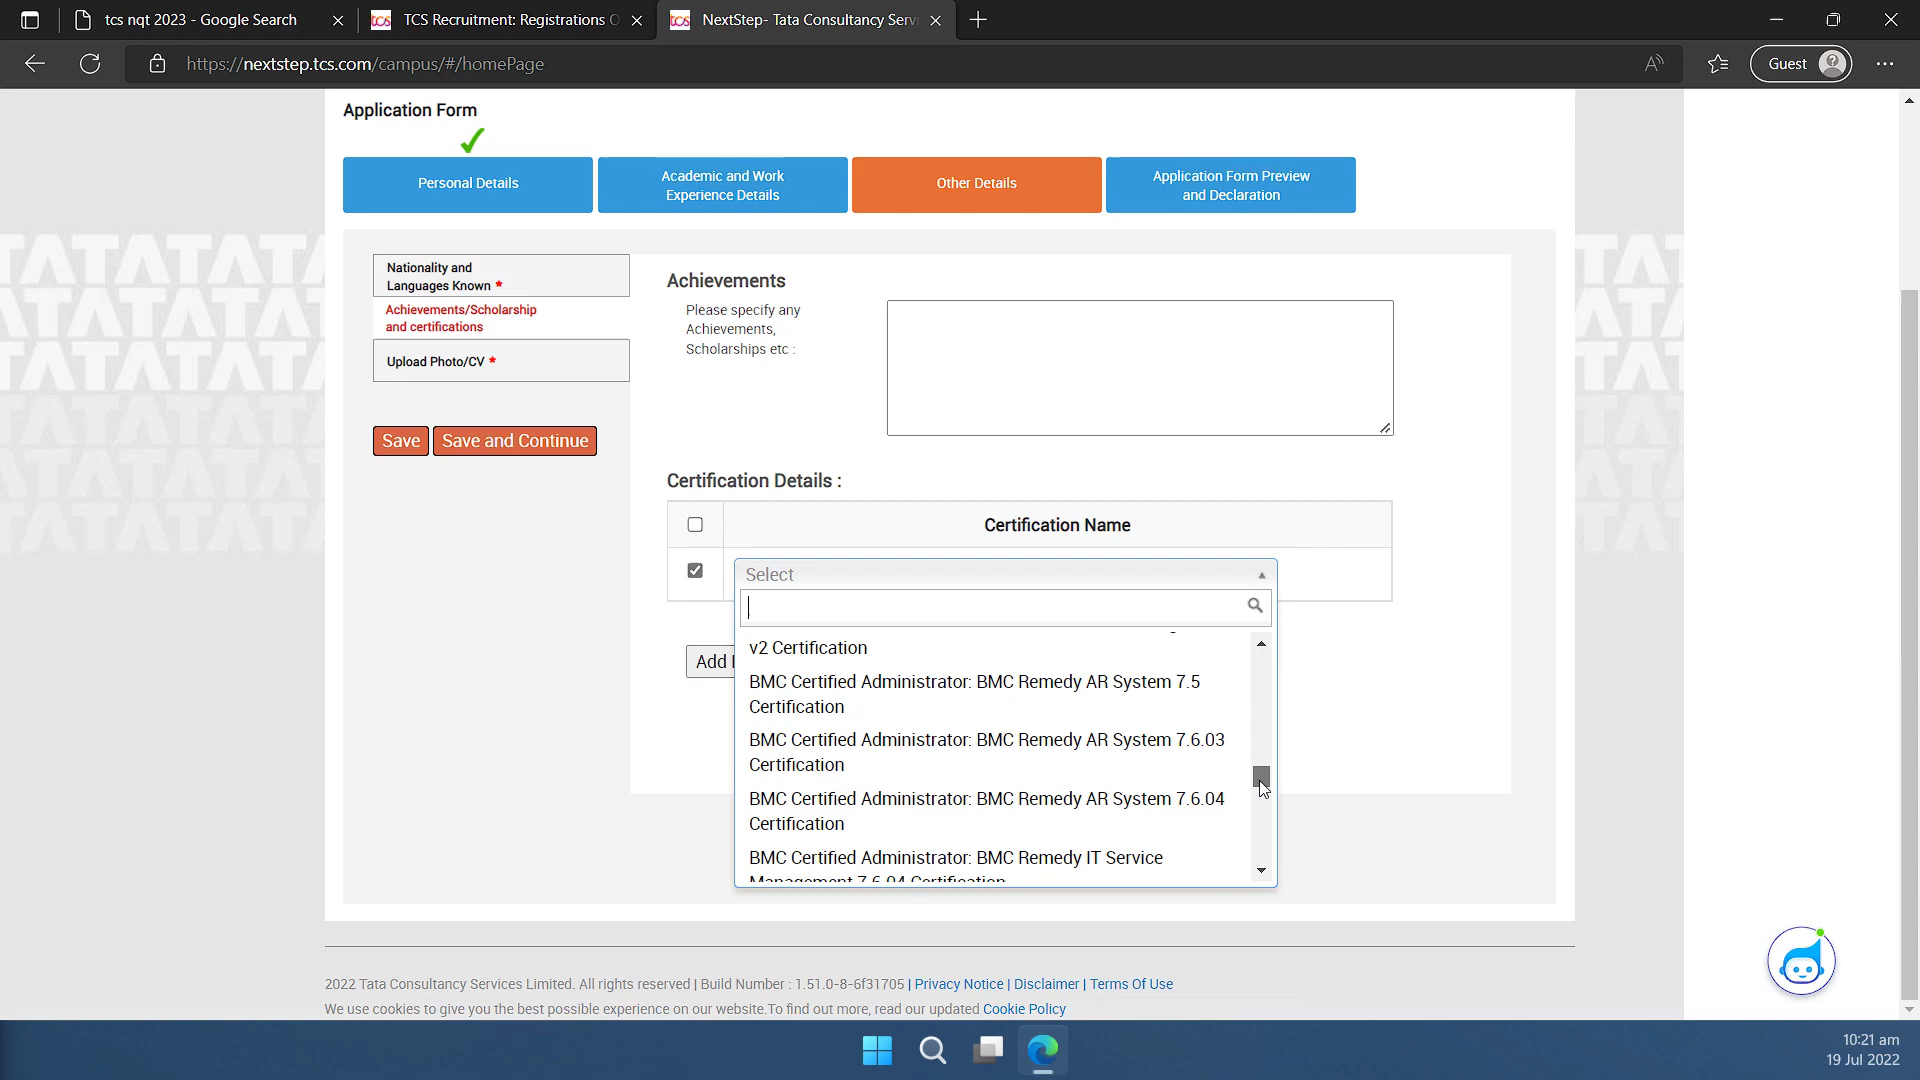 tcs nqt 2023 - Google Search
tcs TCS Recruitment: Registrations O
tcs NextStep- Tata Consultancy Serv
https://nextstep.tcs.com/campus/#/homePage
Guest
Application Form
Personal Details
Academic and Work
Experience Details
Other Details
Application Form Preview
and Declaration
Nationality and
Languages Known *
Achievements/Scholarship
and certifications
Upload Photo/CV *
Save
Save and Continue
Achievements
Please specify any
Achievements,
Scholarships etc :
Certification Details :
Certification Name
Select
v2 Certification
BMC Certified Administrator: BMC Remedy AR System 7.5
Certification
BMC Certified Administrator: BMC Remedy AR System 7.6.03
Certification
BMC Certified Administrator: BMC Remedy AR System 7.6.04
Certification
BMC Certified Administrator: BMC Remedy IT Service
Management 7.6.04 Certification
Add
2022 Tata Consultancy Services Limited. All rights reserved | Build Number : 1.51.0-8-6f31705 | Privacy Notice | Disclaimer | Terms Of Use
We use cookies to give you the best possible experience on our website.To find out more, read our updated Cookie Policy
10:21 am
19 Jul 2022